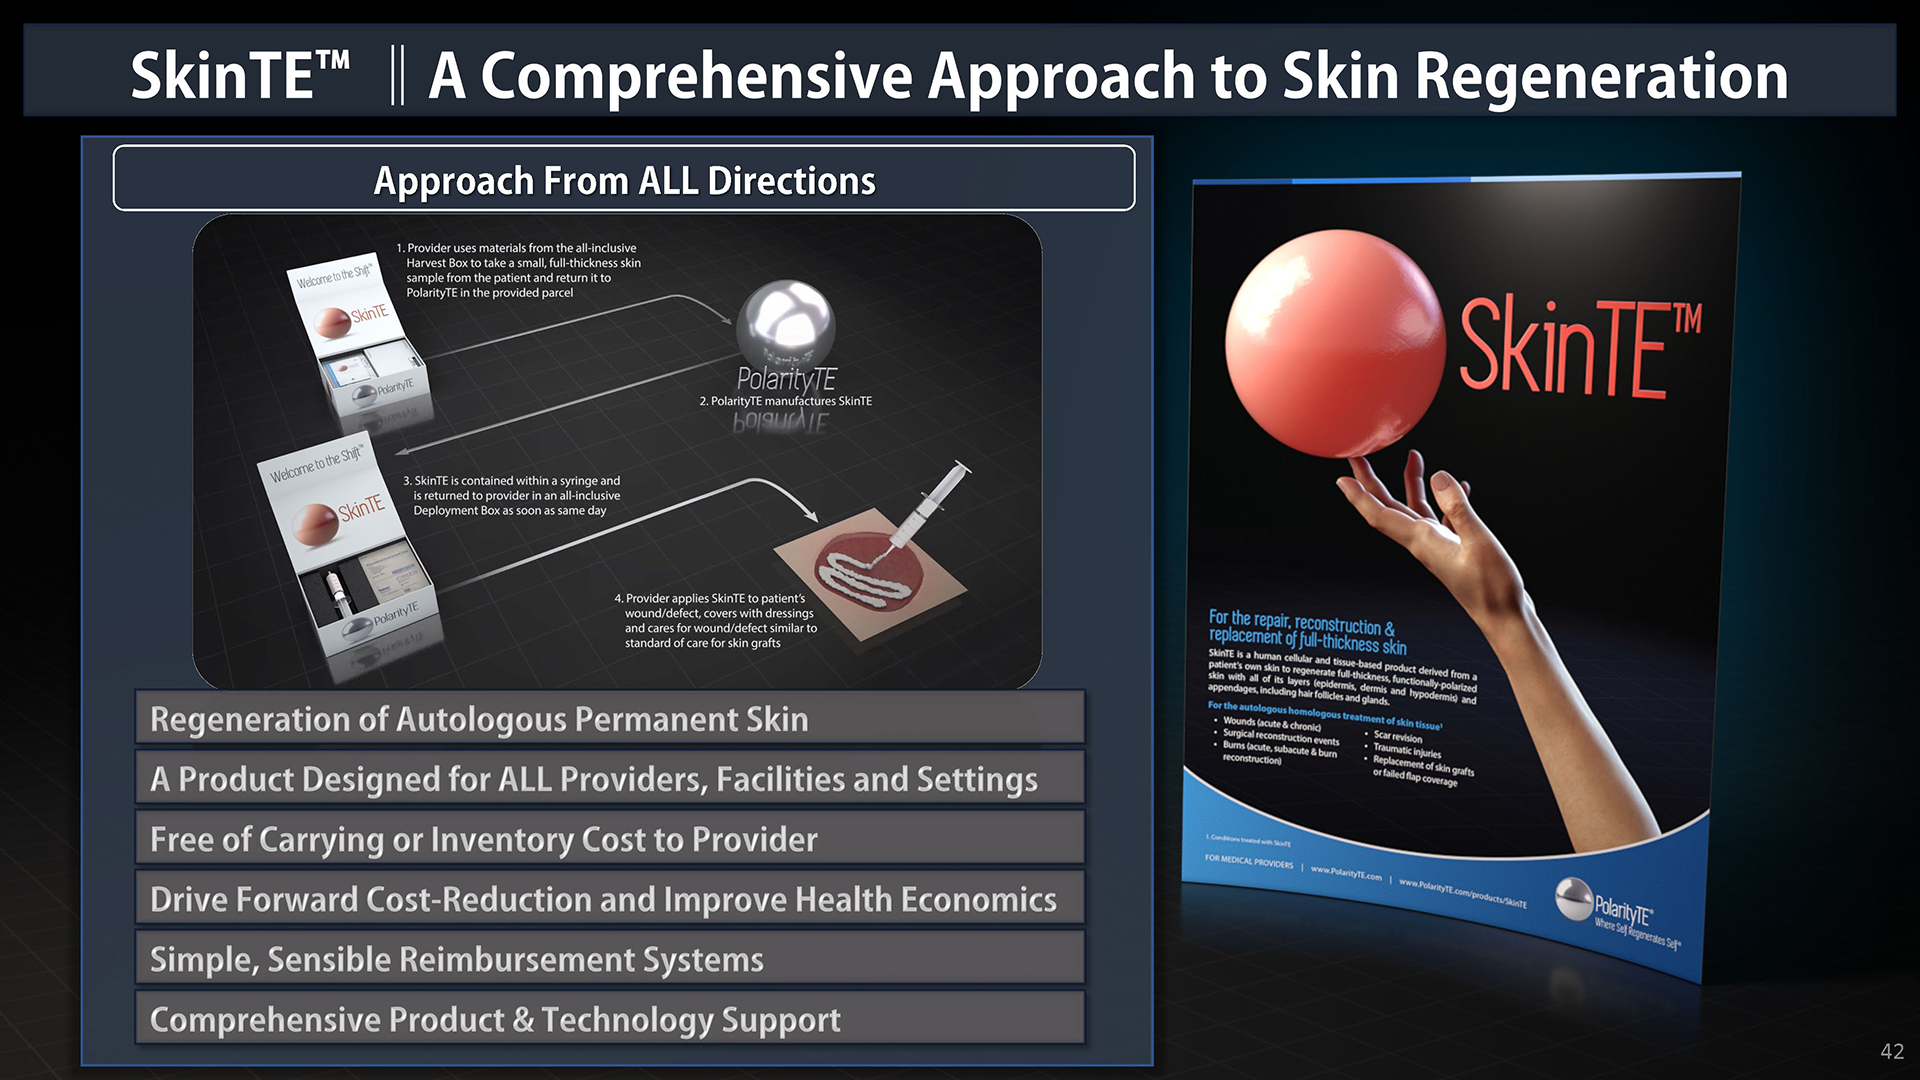 SkinTE™ || A Comprehensive Approach to Skin Regeneration
Approach From ALL Directions
1. Provider uses materials from the all-inclusive
Harvest Box to take a small, full-thickness skin
sample from the patient and return it to
PolarityTE in the provided parcel
Welcome to the Shift™
SkinTE
PolarityTE
PolarityTE
2. PolarityTE manufactures SkinTE
Welcome to the Shift™
SkinTE
PolarityTE
3. SkinTE is contained within a syringe and
is returned to provider in an all-inclusive
Deployment Box as soon as same day
4. Provider applies SkinTE to patient's
wound/defect, covers with dressings
and cares for wound/defect similar to
standard of care for skin grafts
Regeneration of Autologous Permanent Skin
A Product Designed for ALL Providers, Facilities and Settings
Free of Carrying or Inventory Cost to Provider
Drive Forward Cost-Reduction and Improve Health Economics
Simple, Sensible Reimbursement Systems
Comprehensive Product & Technology Support
SkinTE™
For the repair, reconstruction &
replacement of full-thickness skin
SkinTE is a human cellular and tissue-based product derived from a
patient's own skin to regenerate full-thickness, functionally-polarized
skin with all of its layers (epidermis, dermis and hypodermis) and
appendages, including hair follicles and glands.
For the autologous homologous treatment of skin tissue¹
• Wounds (acute & chronic)
• Surgical reconstruction events
• Burns (acute, subacute & burn
reconstruction)
• Scar revision
• Traumatic injuries
• Replacement of skin grafts
or failed flap coverage
1. Conditions treated with SkinTE
FOR MEDICAL PROVIDERS | www.PolarityTE.com | www.PolarityTE.com/products/SkinTE
PolarityTE®
Where Self Regenerates Self®
42